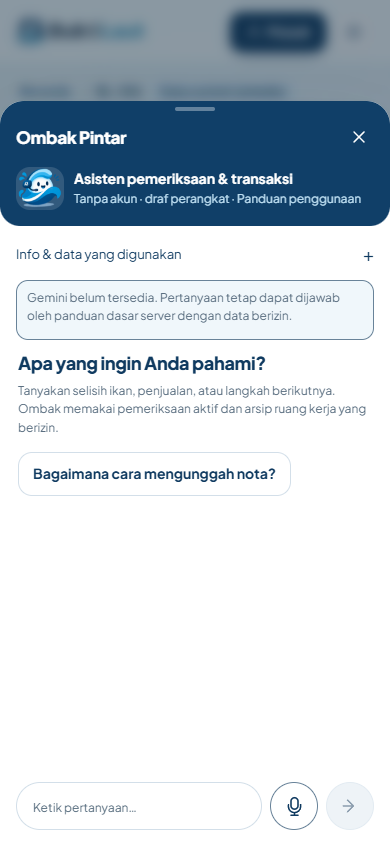 Ombak Pintar
Asisten pemeriksaan & transaksi
Tanpa akun · draf perangkat · Panduan penggunaan
Info & data yang digunakan
+
Gemini belum tersedia. Pertanyaan tetap dapat dijawab
oleh panduan dasar server dengan data berizin.
Apa yang ingin Anda pahami?
Tanyakan selisih ikan, penjualan, atau langkah berikutnya.
Ombak memakai pemeriksaan aktif dan arsip ruang kerja yang
berizin.
Bagaimana cara mengunggah nota?
Ketik pertanyaan...